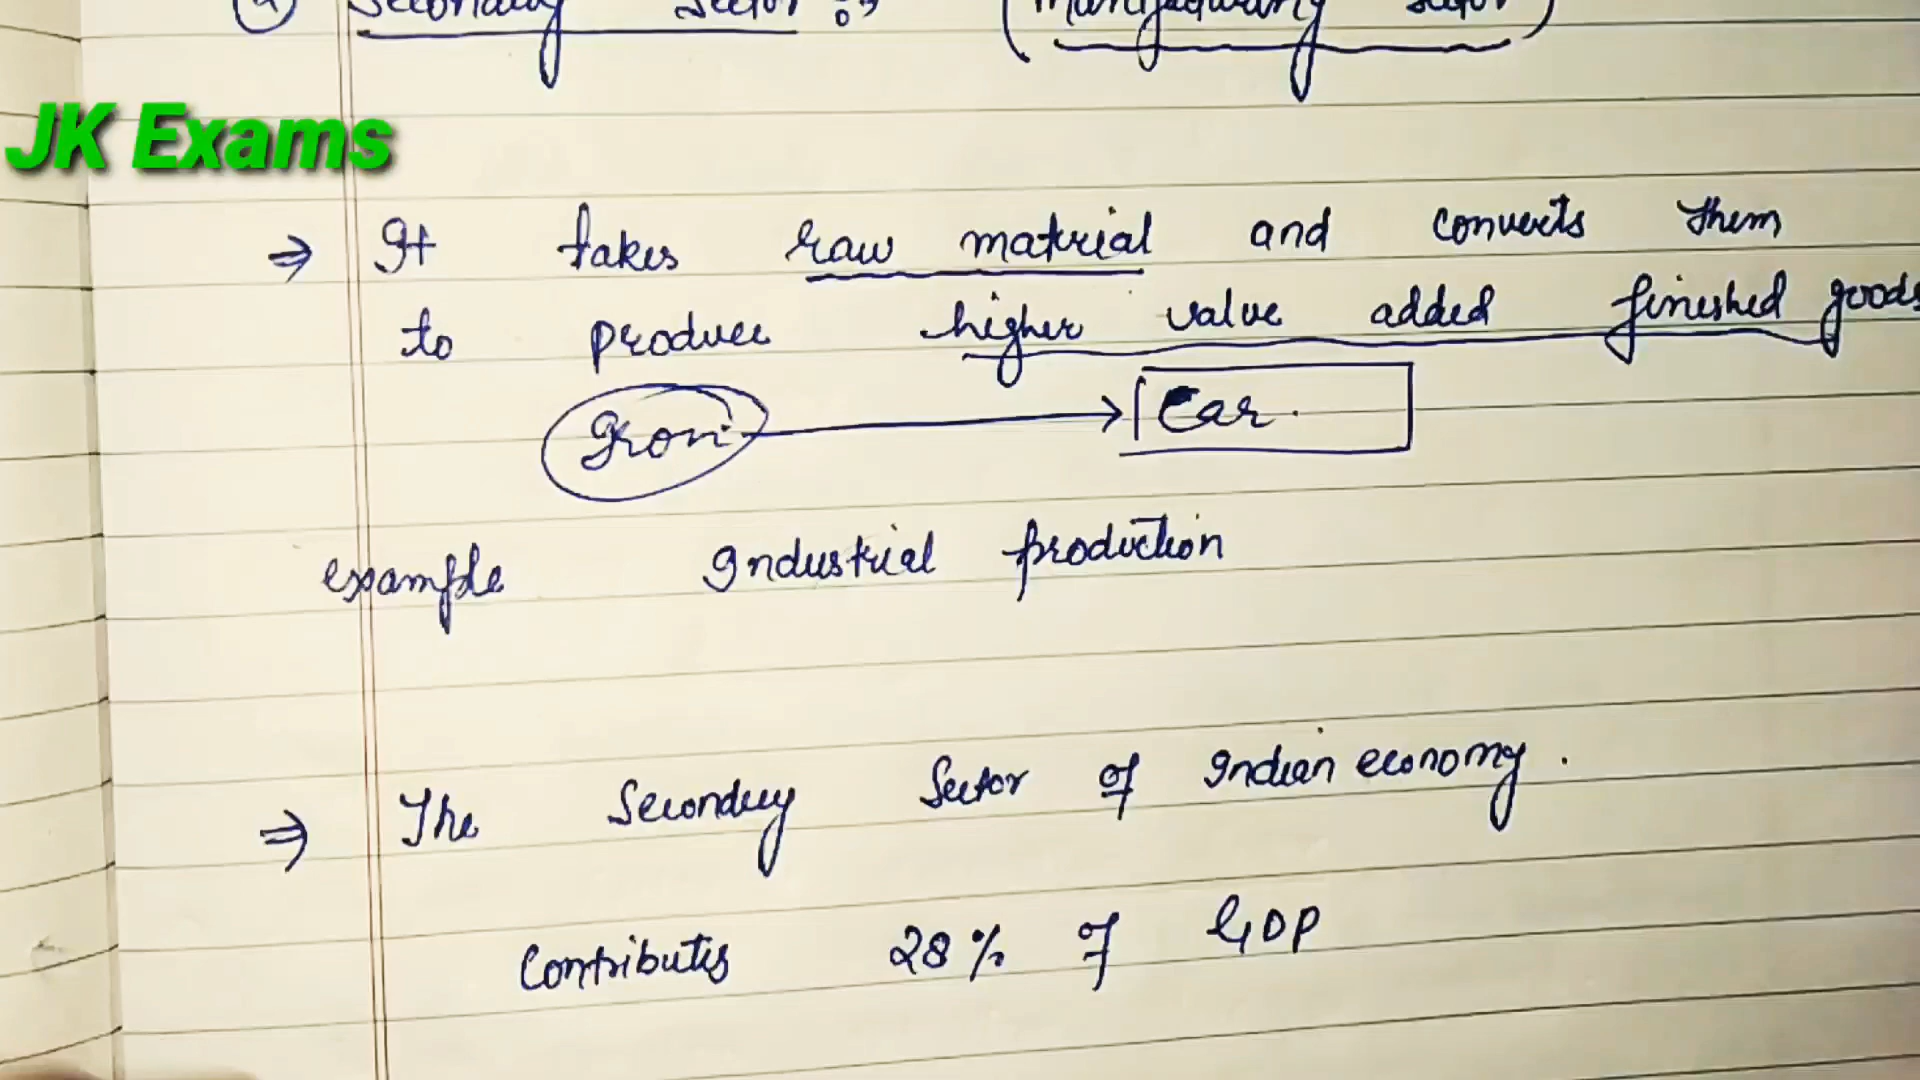 Secondary Sector :- (Manufacturing sector)
JK Exams
⇒ It takes raw material and converts them
to produce higher value added finished goods
Iron → Car.
example Industrial production
⇒ The Secondary Sector of Indian economy.
Contributes 28% of GDP